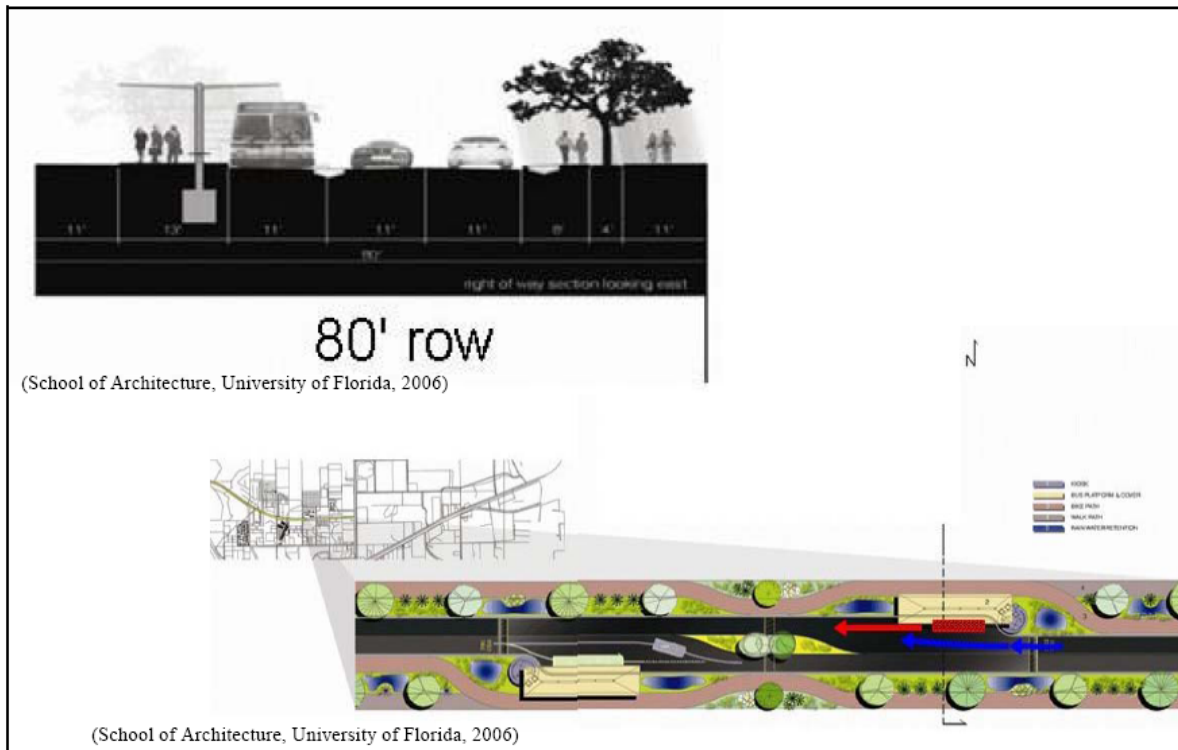 11' 13' 11' 11' 11' 8' 4' 11'
80'
right of way section looking east
80' row
(School of Architecture, University of Florida, 2006)
N
KIOSK
BUS PLATFORM & COVER
BIKE PATH
WALK PATH
RAIN WATER RETENTION
(School of Architecture, University of Florida, 2006)